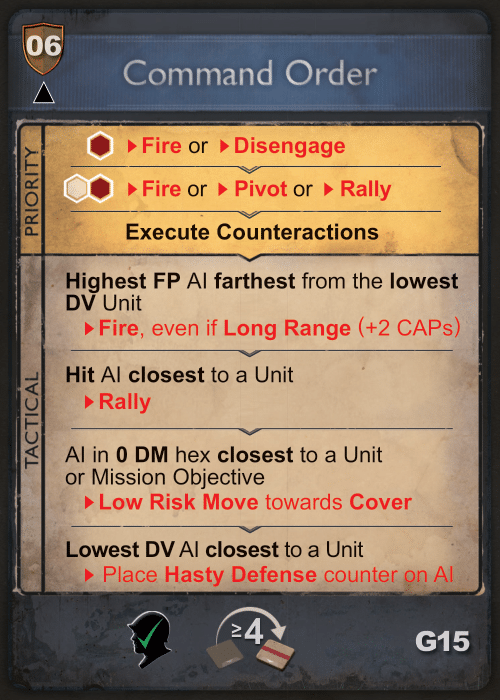 06
Command Order
PRIORITY
▶Fire or ▶Disengage
▶Fire or ▶Pivot or ▶Rally
Execute Counteractions
TACTICAL
Highest FP AI farthest from the lowest
DV Unit
▶Fire, even if Long Range (+2 CAPs)
Hit AI closest to a Unit
▶Rally
AI in 0 DM hex closest to a Unit
or Mission Objective
▶Low Risk Move towards Cover
Lowest DV AI closest to a Unit
▶Place Hasty Defense counter on AI
≥4
G15